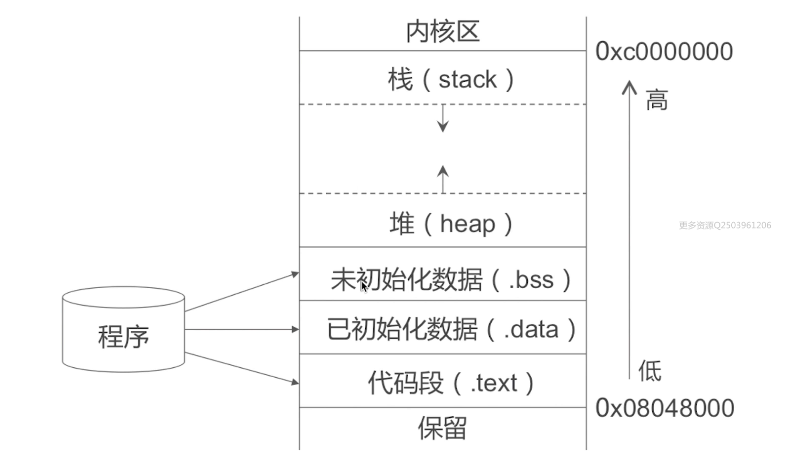 内核区
0xc0000000
栈（stack）
高
更多资源Q2503961206
堆（heap）
未初始化数据（.bss）
程序
已初始化数据（.data）
低
代码段（.text）
0x08048000
保留